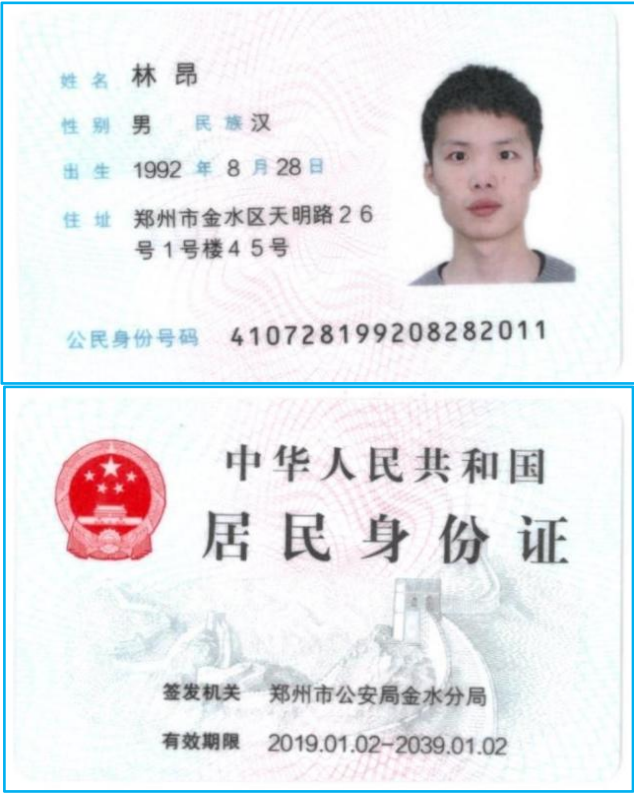 姓名 林昂
性别 男 民族 汉
出生 1992 年 8 月 28 日
住址 郑州市金水区天明路26
号1号楼45号
公民身份号码 410728199208282011
中华人民共和国
居民身份证
签发机关 郑州市公安局金水分局
有效期限 2019.01.02-2039.01.02